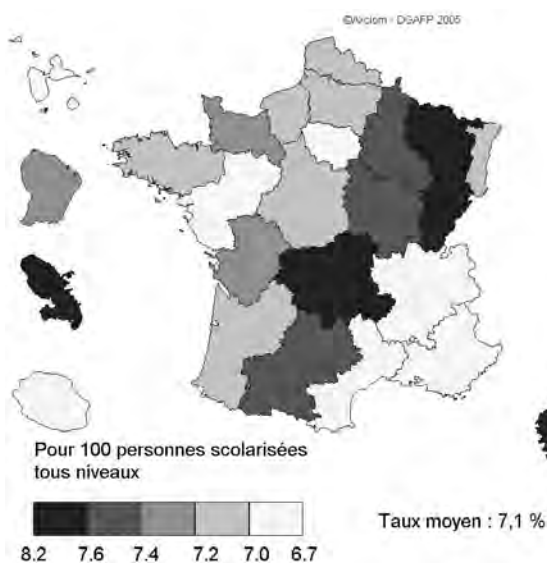 ©Alciom - DGAFP 2005
Pour 100 personnes scolarisées
tous niveaux
8.2 7.6 7.4 7.2 7.0 6.7
Taux moyen : 7,1 %